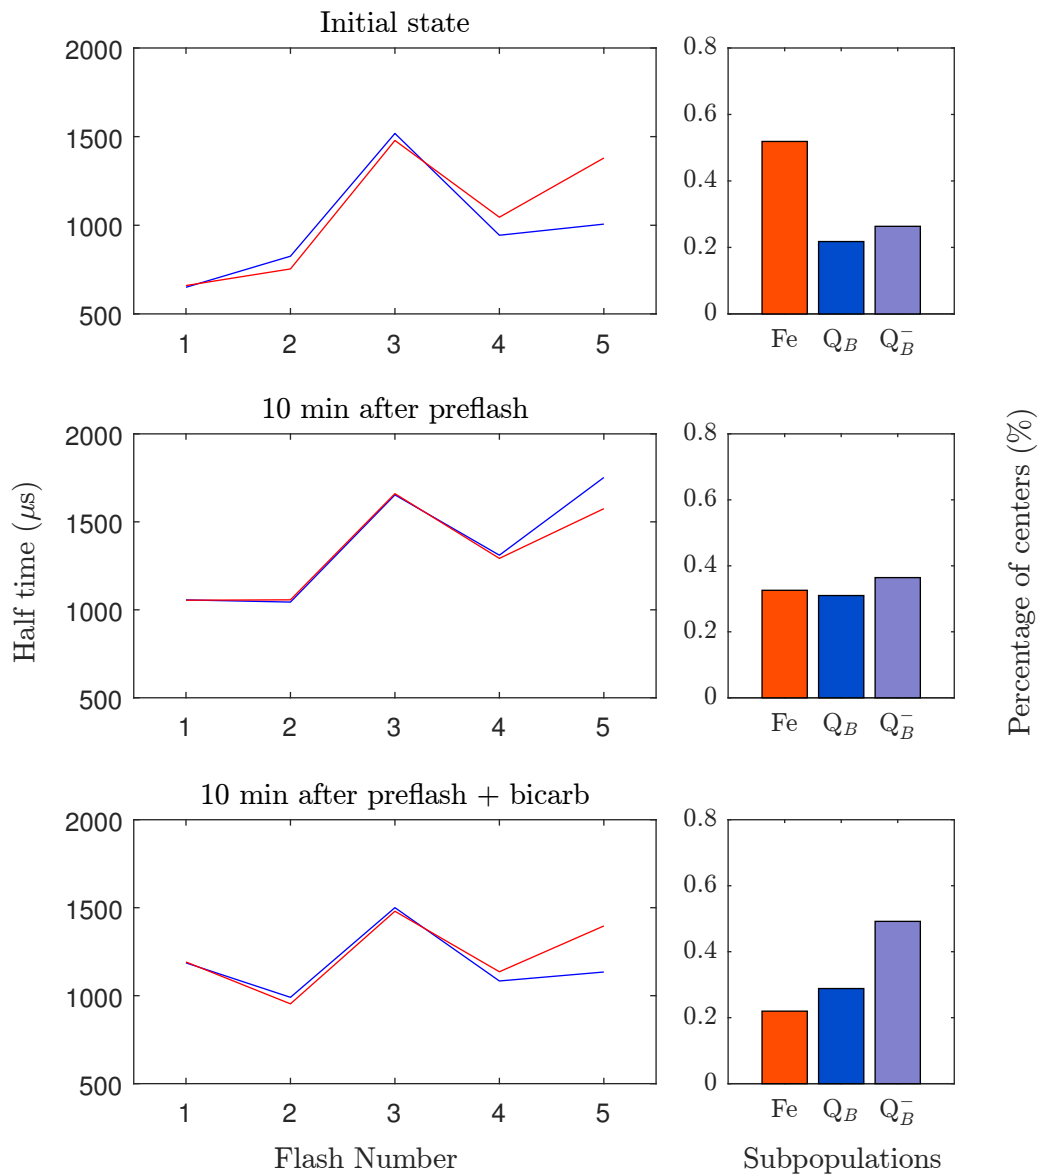 Initial state
2000
1500
1000
500
1 2 3 4 5
0.8
0.6
0.4
0.2
0
Fe Q_B Q_B^−
10 min after preflash
2000
1500
1000
500
1 2 3 4 5
0.8
0.6
0.4
0.2
0
Fe Q_B Q_B^−
10 min after preflash + bicarb
2000
1500
1000
500
1 2 3 4 5
0.8
0.6
0.4
0.2
0
Fe Q_B Q_B^−
Half time (μs)
Flash Number
Subpopulations
Percentage of centers (%)